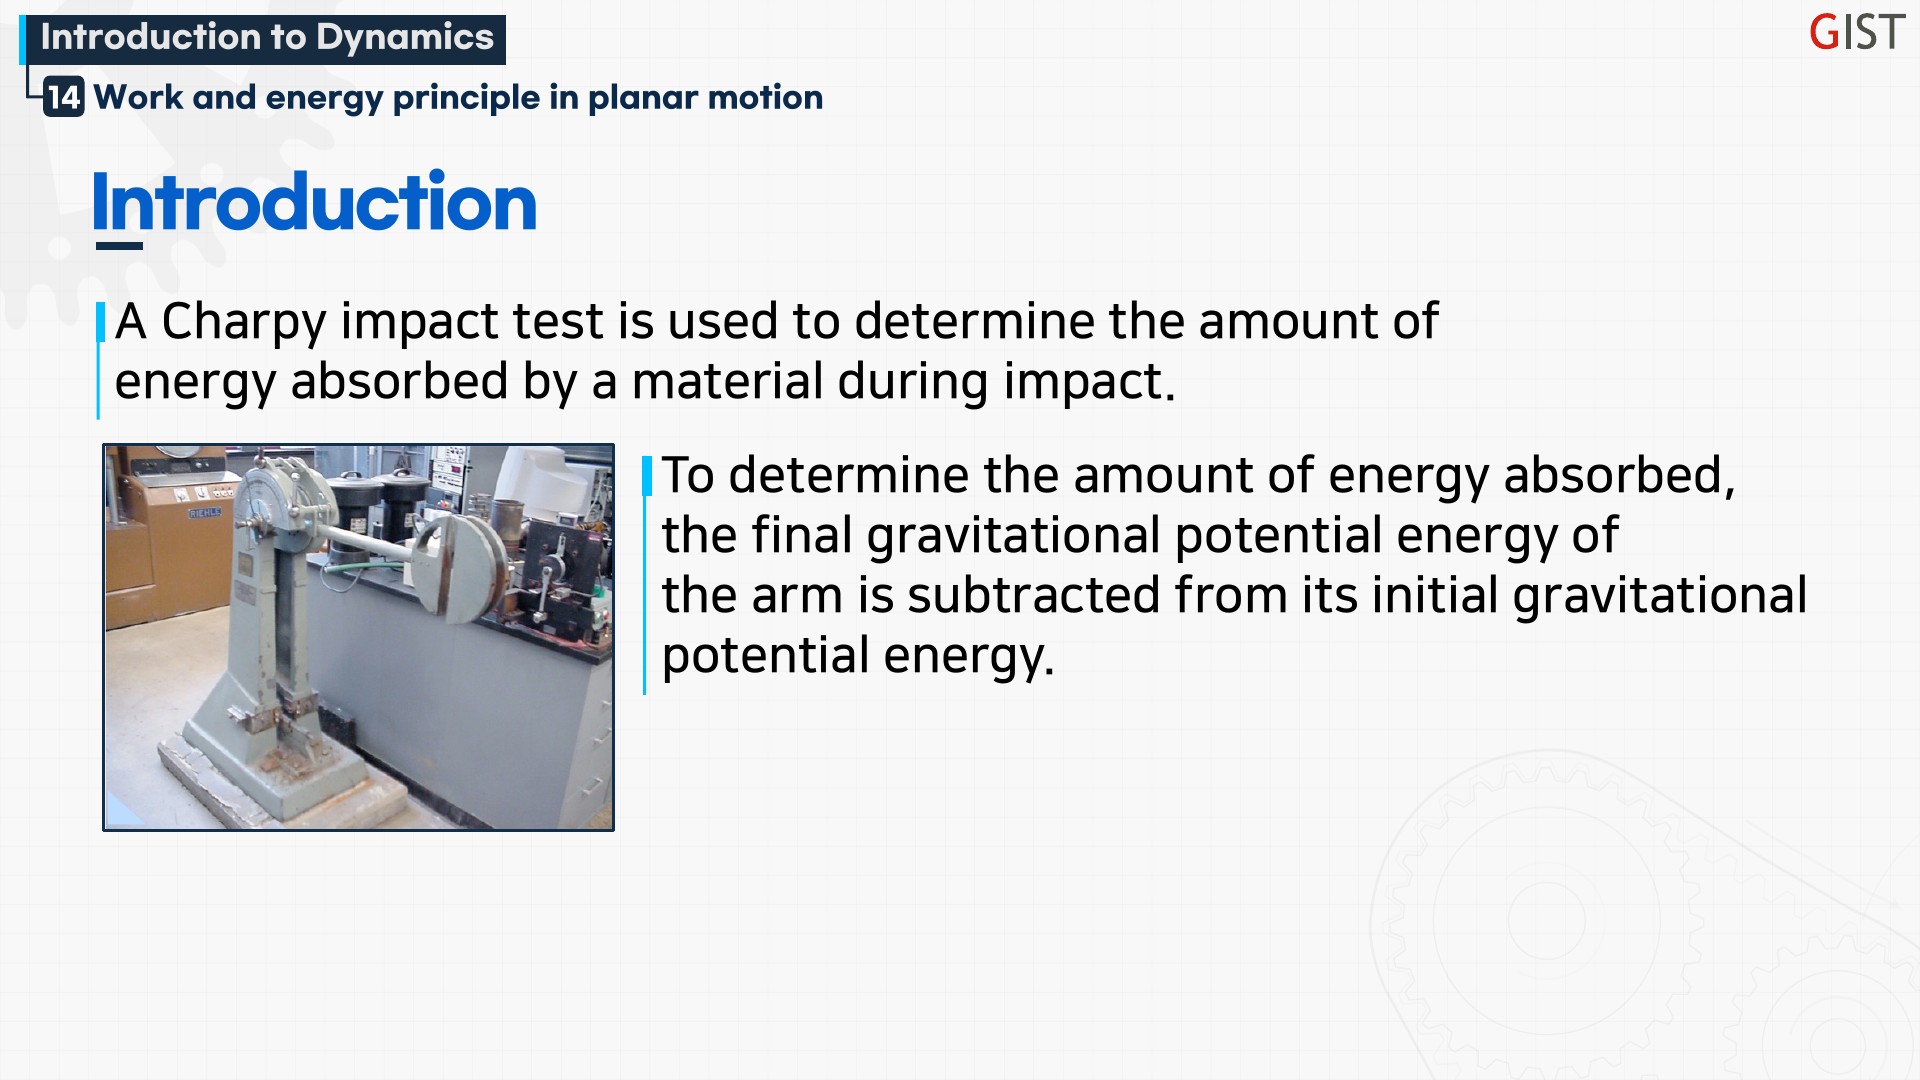 Introduction to Dynamics
GIST
14 Work and energy principle in planar motion
Introduction
A Charpy impact test is used to determine the amount of
energy absorbed by a material during impact.
RIEHLE
To determine the amount of energy absorbed,
the final gravitational potential energy of
the arm is subtracted from its initial gravitational
potential energy.